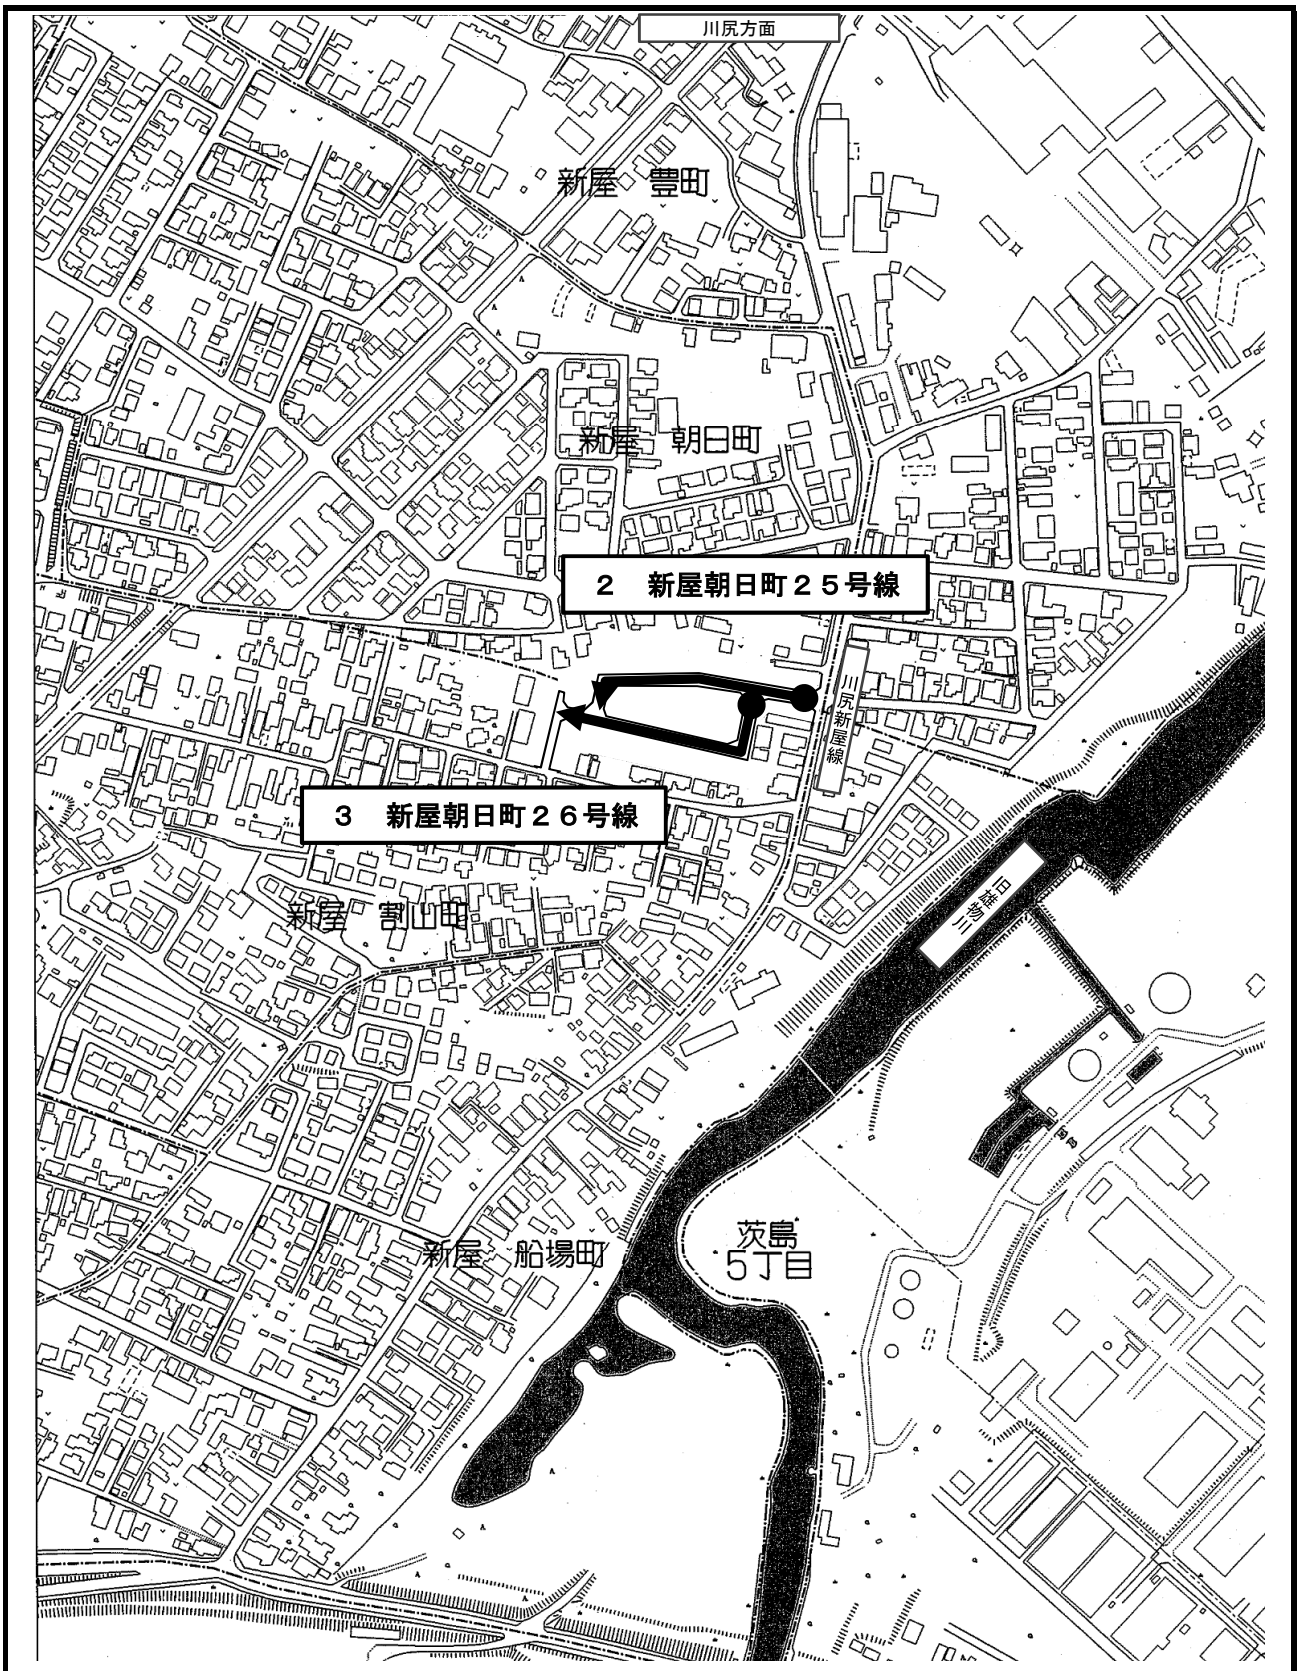 川尻方面
新屋　豊町
新屋　朝日町
２　新屋朝日町２５号線
川尻新屋線
３　新屋朝日町２６号線
旧雄物川
新屋　割山町
新屋　船場町
茨島
５丁目